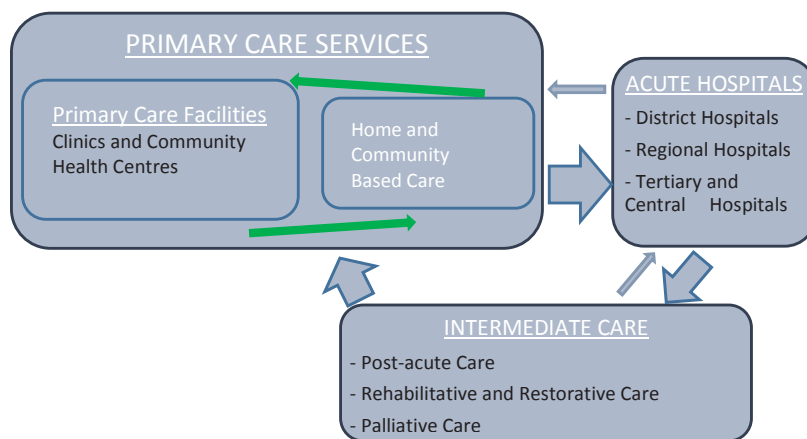 PRIMARY CARE SERVICES
Primary Care Facilities
Clinics and Community
Health Centres
Home and
Community
Based Care
ACUTE HOSPITALS
- District Hospitals
- Regional Hospitals
- Tertiary and
Central Hospitals
INTERMEDIATE CARE
- Post-acute Care
- Rehabilitative and Restorative Care
- Palliative Care